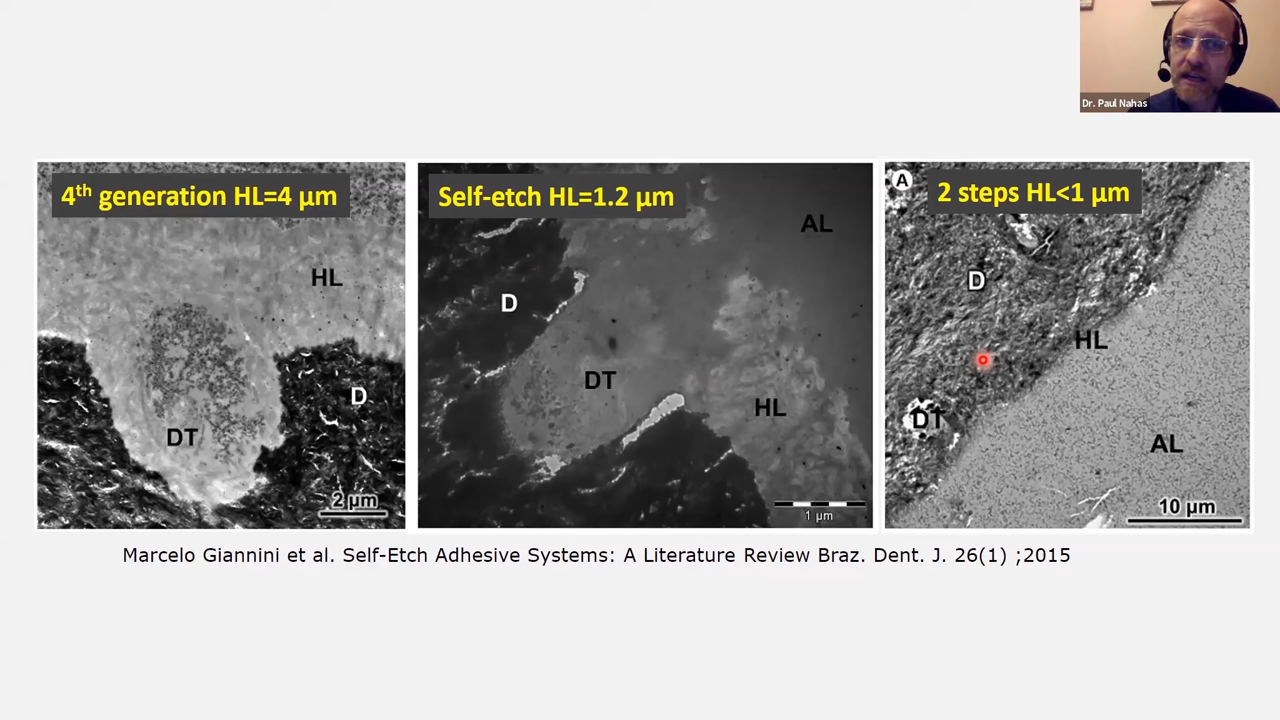 Dr. Paul Nahas
4th generation HL=4 µm
HL
D
DT
2 µm
Self-etch HL=1.2 µm
AL
D
DT
HL
1 µm
A
2 steps HL<1 µm
D
HL
DT
AL
10 µm
Marcelo Giannini et al. Self-Etch Adhesive Systems: A Literature Review Braz. Dent. J. 26(1) ;2015